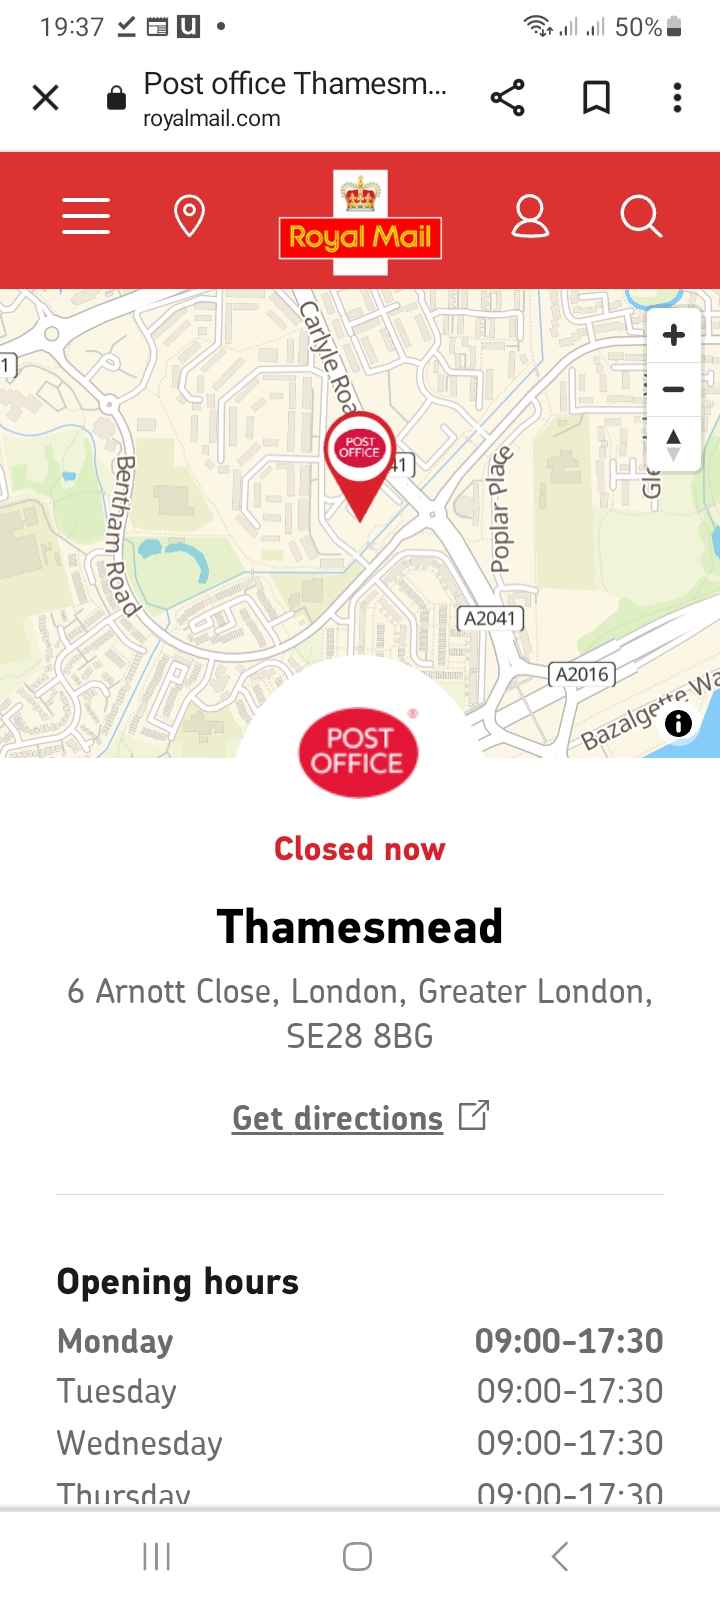 19:37
50%
Post office Thamesm...
royalmail.com
Royal Mail
Carlyle Roa
POST
OFFICE
41
1
Bentham Road
Poplar Place
Gle
A2041
A2016
Bazalgette Wa
POST
OFFICE
®
Closed now
Thamesmead
6 Arnott Close, London, Greater London,
SE28 8BG
Get directions
Opening hours
Monday 09:00-17:30
Tuesday 09:00-17:30
Wednesday 09:00-17:30
Thursday 09:00-17:30